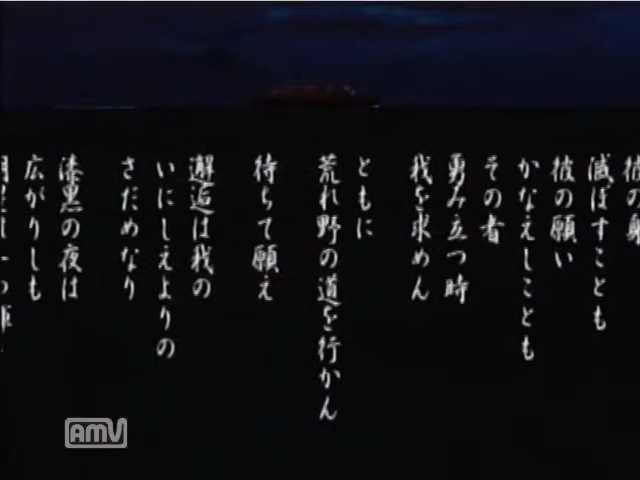 彼の身
滅ぼすことも
彼の願い
かなえしことも
その者
勇み立つ時
我を求めん
ともに
荒れ野の道を行かん
待ちて願え
邂逅は我の
いにしえよりの
さだめなり
漆黒の夜は
広がりしも
AMV